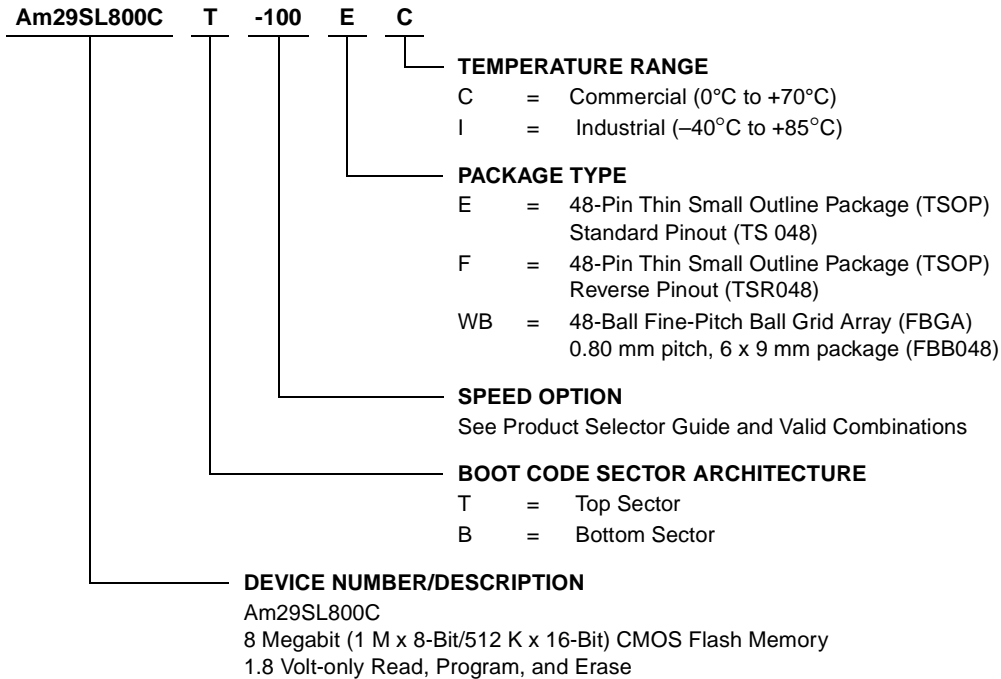 Am29SL800C T -100 E C
TEMPERATURE RANGE
C = Commercial (0°C to +70°C)
I = Industrial (–40°C to +85°C)
PACKAGE TYPE
E = 48-Pin Thin Small Outline Package (TSOP)
Standard Pinout (TS 048)
F = 48-Pin Thin Small Outline Package (TSOP)
Reverse Pinout (TSR048)
WB = 48-Ball Fine-Pitch Ball Grid Array (FBGA)
0.80 mm pitch, 6 x 9 mm package (FBB048)
SPEED OPTION
See Product Selector Guide and Valid Combinations
BOOT CODE SECTOR ARCHITECTURE
T = Top Sector
B = Bottom Sector
DEVICE NUMBER/DESCRIPTION
Am29SL800C
8 Megabit (1 M x 8-Bit/512 K x 16-Bit) CMOS Flash Memory
1.8 Volt-only Read, Program, and Erase